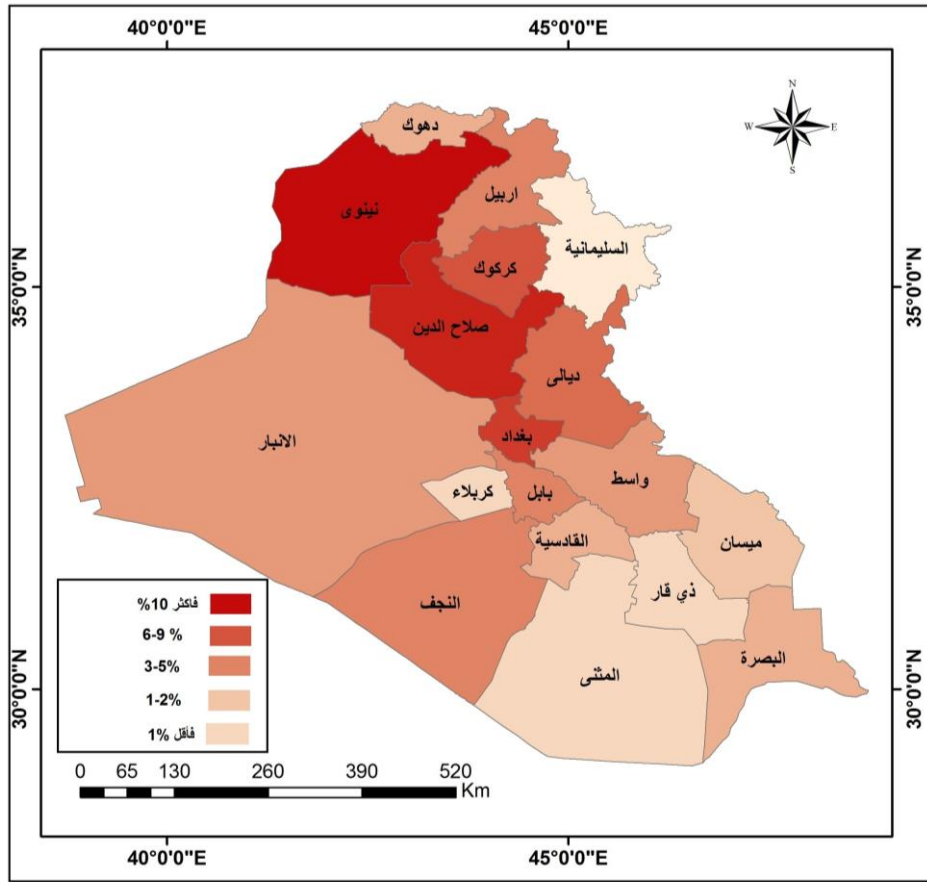 40°0'0"E
45°0'0"E
N
W
E
S
35°0'0"N
35°0'0"N
دهوك
نينوى
اربيل
السليمانية
كركوك
صلاح الدين
ديالى
بغداد
الانبار
واسط
كربلاء
بابل
القادسية
ميسان
ذي قار
النجف
المثنى
البصرة
30°0'0"N
30°0'0"N
%10 فاكثر
6-9 %
3-5%
1-2%
1% فأقل
0 65 130 260 390 520
Km
40°0'0"E
45°0'0"E